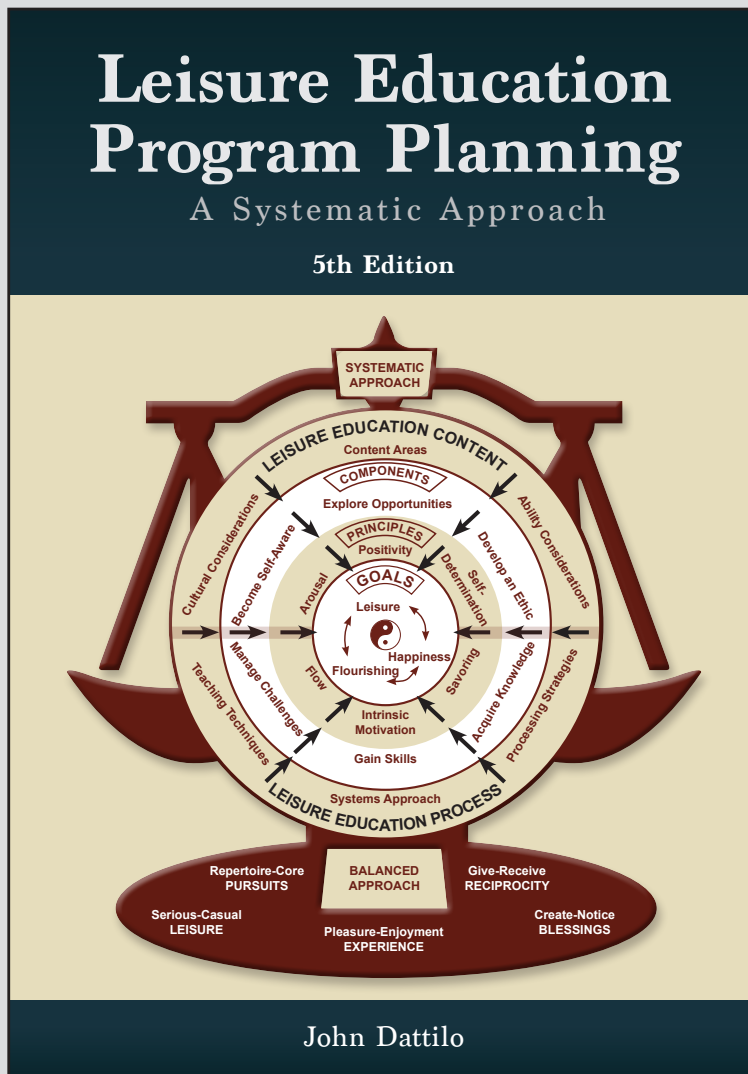 Leisure Education
Program Planning
A Systematic Approach
5th Edition
SYSTEMATIC
APPROACH
LEISURE EDUCATION CONTENT
Content Areas
COMPONENTS
Explore Opportunities
PRINCIPLES
Positivity
GOALS
Leisure
Happiness
Flourishing
Cultural Considerations
Become Self-Aware
Arousal
Self-
Determination
Develop an Ethic
Ability Considerations
Teaching Techniques
Manage Challenges
Flow
Savoring
Acquire Knowledge
Processing Strategies
Intrinsic
Motivation
Gain Skills
Systems Approach
LEISURE EDUCATION PROCESS
Repertoire-Core
PURSUITS
BALANCED
APPROACH
Give-Receive
RECIPROCITY
Serious-Casual
LEISURE
Pleasure-Enjoyment
EXPERIENCE
Create-Notice
BLESSINGS
John Dattilo